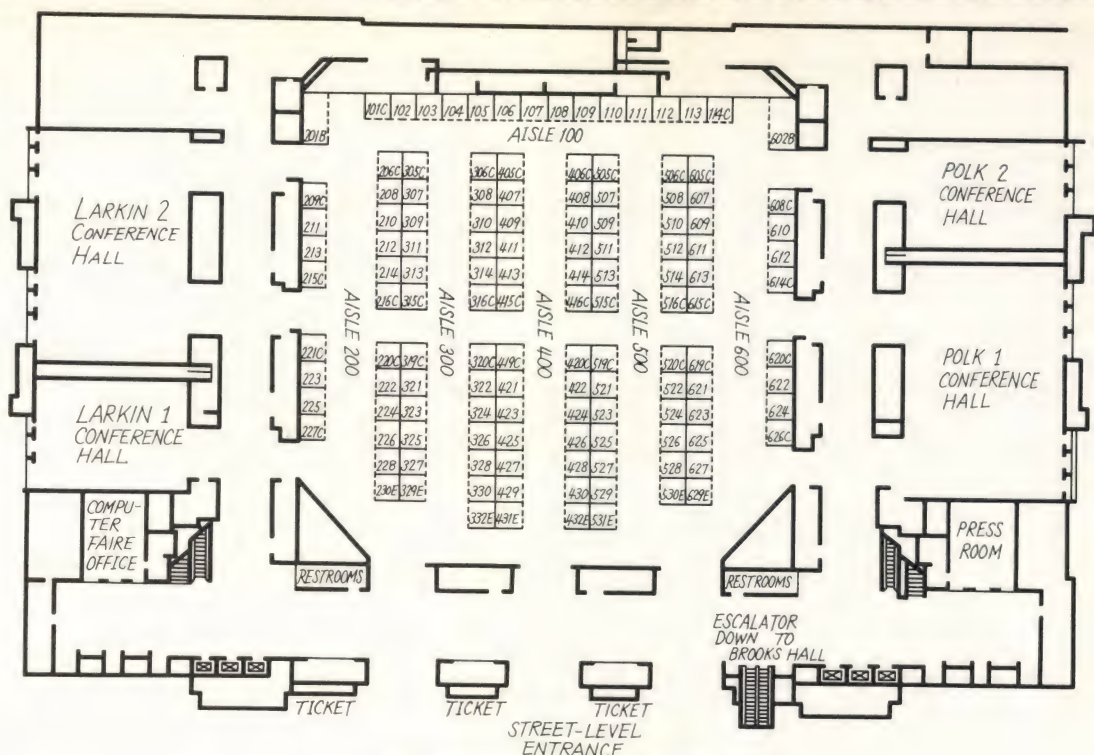 101C 102 103 104 105 106 107 108 109 110 111 112 113 114C
201B
AISLE 100
602B
206C 305C
306C 405C
406C 505C
506C 605C
208 307
308 407
408 507
508 607
210 309
310 409
410 509
510 609
212 311
312 411
412 511
512 611
214 313
314 413
414 513
514 613
216C 315C
316C 415C
416C 515C
516C 615C
209C
211
213
215C
608C
610
612
614C
LARKIN 2
CONFERENCE
HALL
POLK 2
CONFERENCE
HALL
AISLE 200
AISLE 300
AISLE 400
AISLE 500
AISLE 600
221C
223
225
227C
220C 319C
320C 419C
420C 519C
520C 619C
222 321
322 421
422 521
522 621
224 323
324 423
424 523
524 623
226 325
326 425
426 525
526 625
228 327
328 427
428 527
528 627
230E 329E
330 429
430 529
530E 629E
332E 431E
432E 531E
620C
622
624
626C
LARKIN 1
CONFERENCE
HALL
POLK 1
CONFERENCE
HALL
COMPU-
TER
FAIRE
OFFICE
PRESS
ROOM
RESTROOMS
RESTROOMS
ESCALATOR
DOWN TO
BROOKS HALL
TICKET
TICKET
TICKET
STREET-LEVEL
ENTRANCE